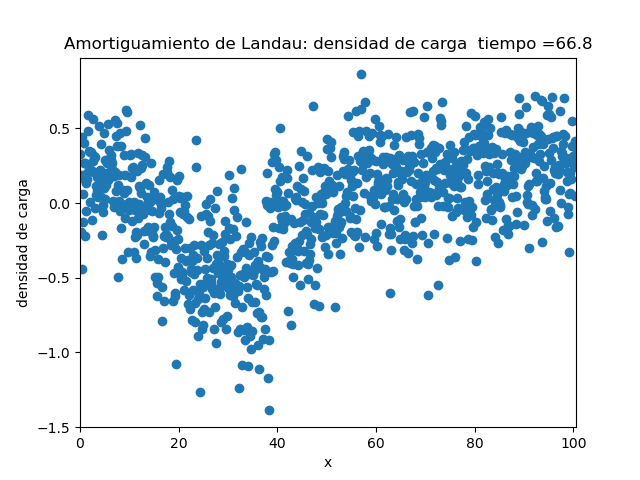 Amortiguamiento de Landau: densidad de carga  tiempo =66.8
densidad de carga
0.5
0.0
−0.5
−1.0
−1.5
0 20 40 60 80 100
x